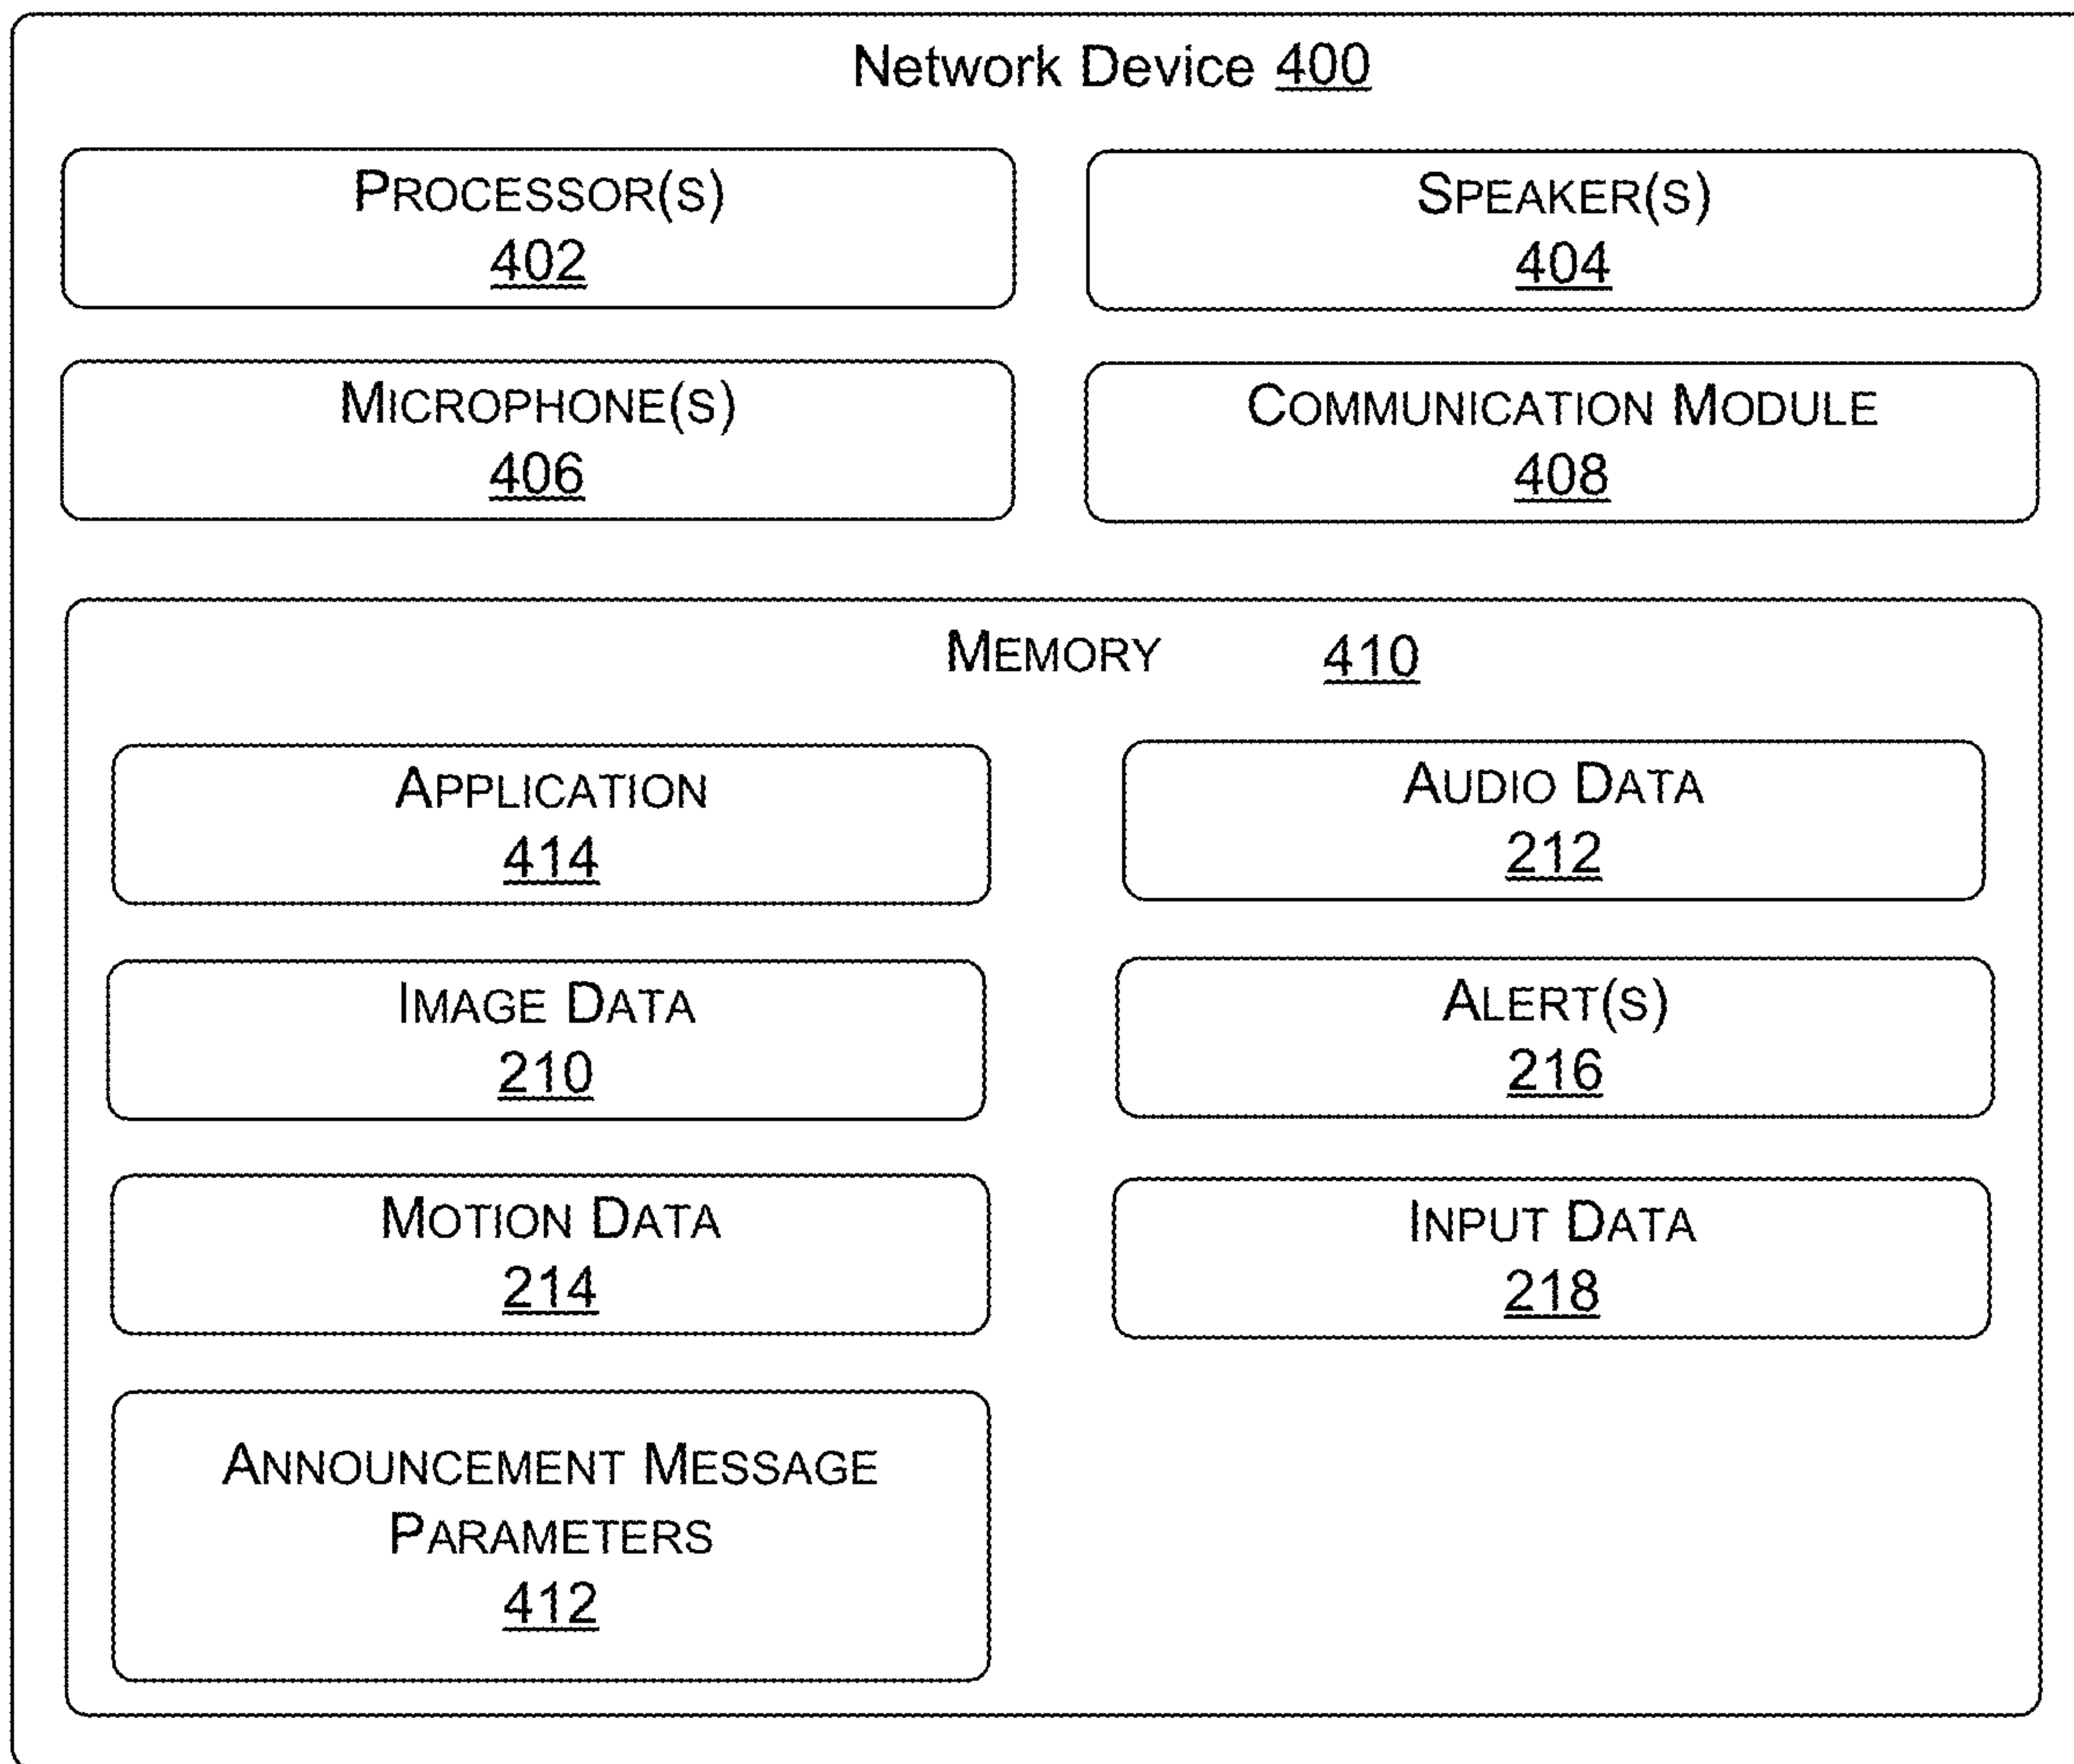 Network Device 400
PROCESSOR(S)
402
SPEAKER(S)
404
MICROPHONE(S)
406
COMMUNICATION MODULE
408
MEMORY 410
APPLICATION
414
AUDIO DATA
212
IMAGE DATA
210
ALERT(S)
216
MOTION DATA
214
INPUT DATA
218
ANNOUNCEMENT MESSAGE
PARAMETERS
412